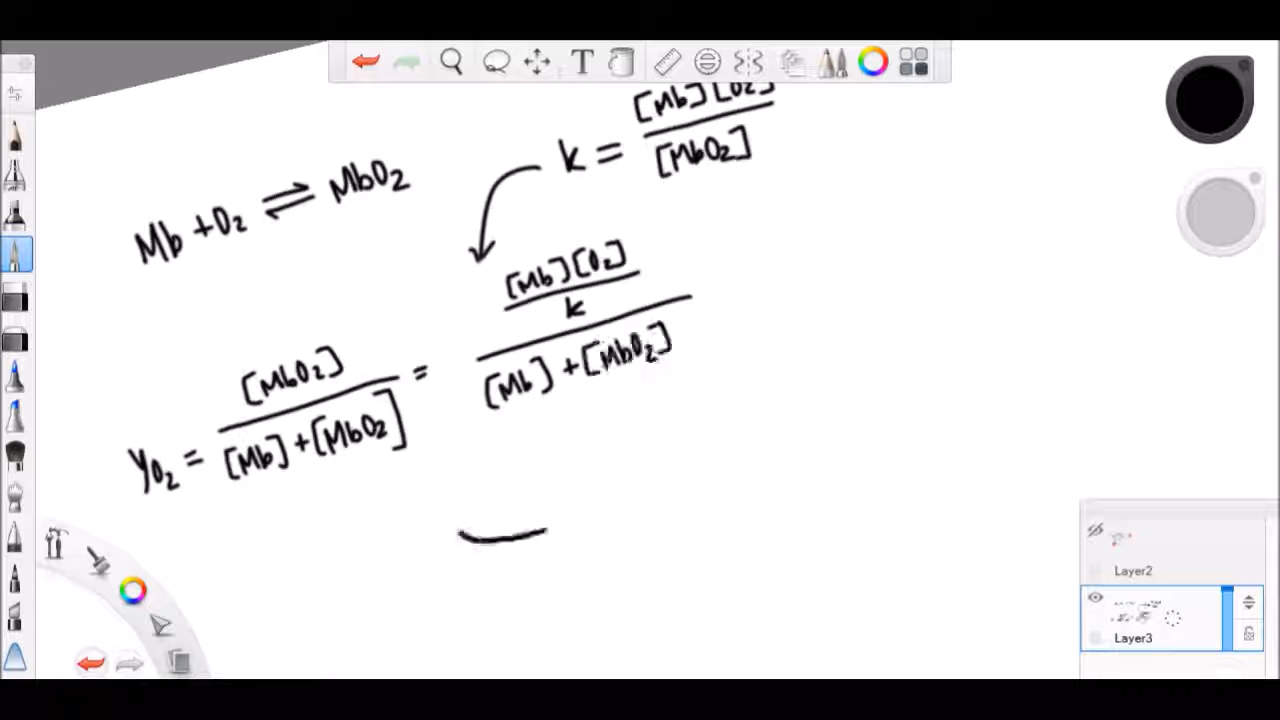 k = [Mb][O2] / [MbO2]
Mb + O2 ⇌ MbO2
yO2 = [MbO2] / [Mb] + [MbO2] = [Mb][O2] / k / [Mb] + [MbO2]
T
Layer2
Layer3